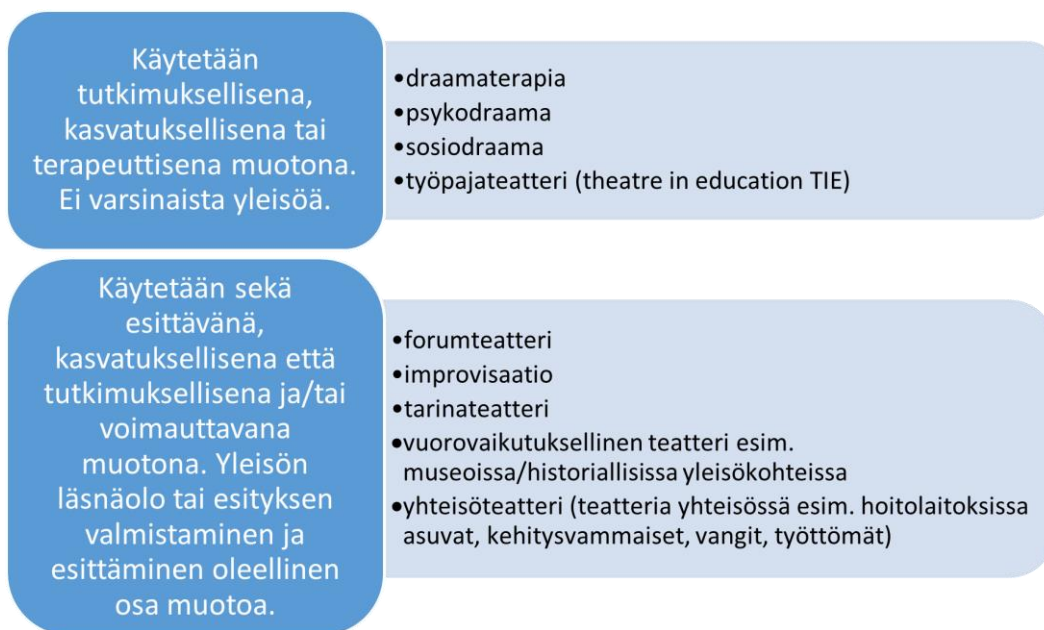 Käytetään
tutkimuksellisena,
kasvatuksellisena tai
terapeuttisena muotona.
Ei varsinaista yleisöä.
•draamaterapia
•psykodraama
•sosiodraama
•työpajateatteri (theatre in education TIE)
Käytetään sekä
esittävänä,
kasvatuksellisena että
tutkimuksellisena ja/tai
voimauttavana
muotona. Yleisön
läsnäolo tai esityksen
valmistaminen ja
esittäminen oleellinen
osa muotoa.
•forumteatteri
•improvisaatio
•tarinateatteri
•vuorovaikutuksellinen teatteri esim.
museoissa/historiallisissa yleisökohteissa
•yhteisöteatteri (teatteria yhteisössä esim. hoitolaitoksissa
asuvat, kehitysvammaiset, vangit, työttömät)